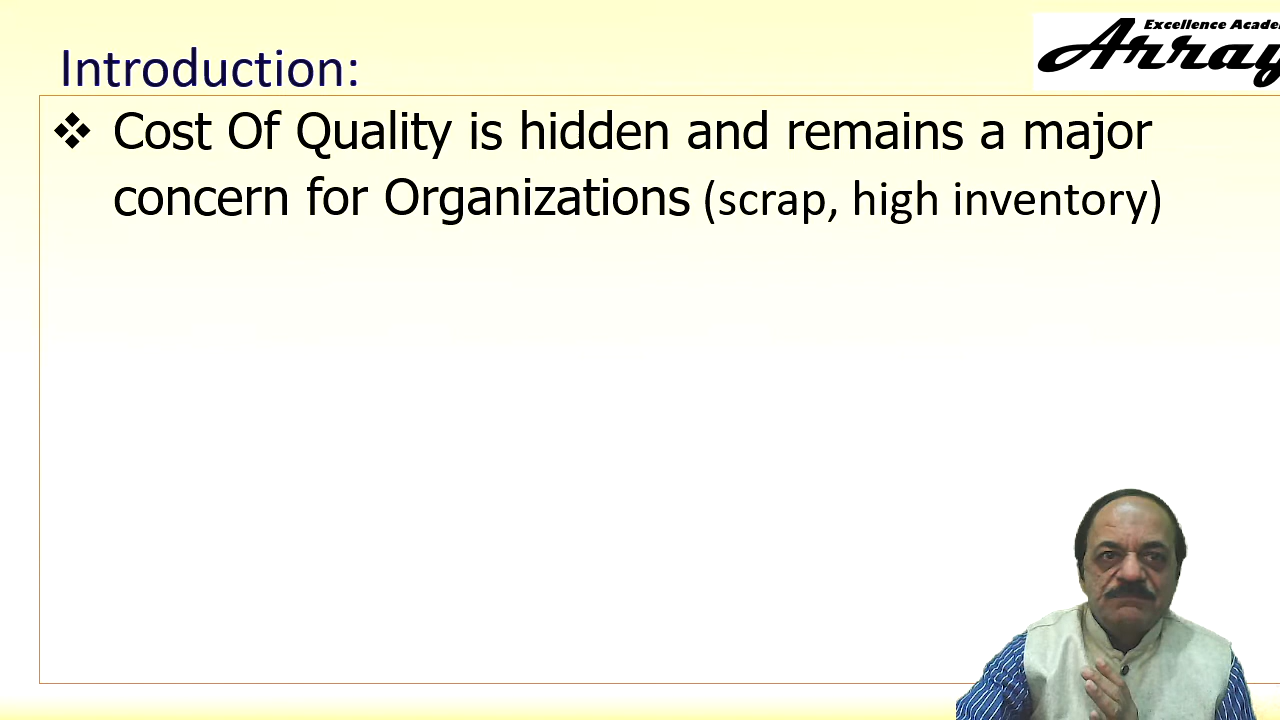 Excellence Acade
Array
Introduction:
❖ Cost Of Quality is hidden and remains a major
concern for Organizations (scrap, high inventory)